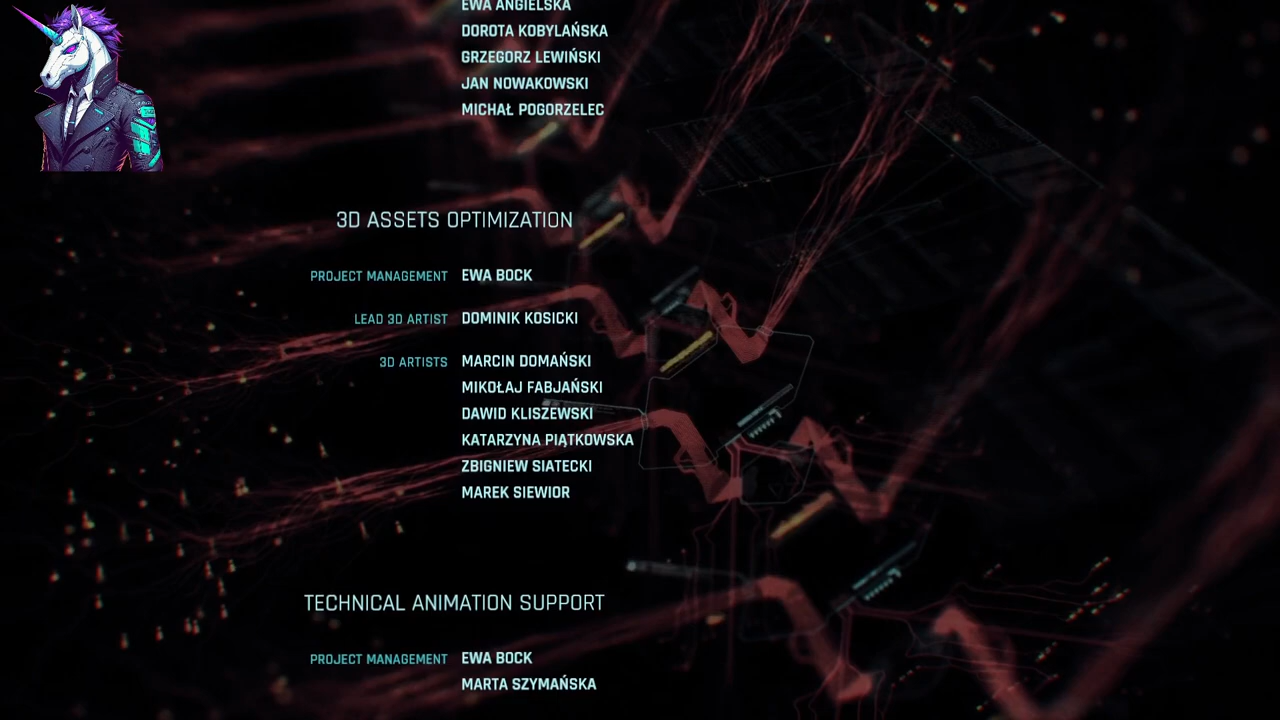 EWA ANGIELSKA
DOROTA KOBYLAŃSKA
GRZEGORZ LEWIŃSKI
JAN NOWAKOWSKI
MICHAŁ POGORZELEC
3D ASSETS OPTIMIZATION
PROJECT MANAGEMENT EWA BOCK
LEAD 3D ARTIST DOMINIK KOSICKI
3D ARTISTS MARCIN DOMAŃSKI
MIKOŁAJ FABJAŃSKI
DAWID KLISZEWSKI
KATARZYNA PIĄTKOWSKA
ZBIGNIEW SIATECKI
MAREK SIEWIOR
TECHNICAL ANIMATION SUPPORT
PROJECT MANAGEMENT EWA BOCK
MARTA SZYMAŃSKA